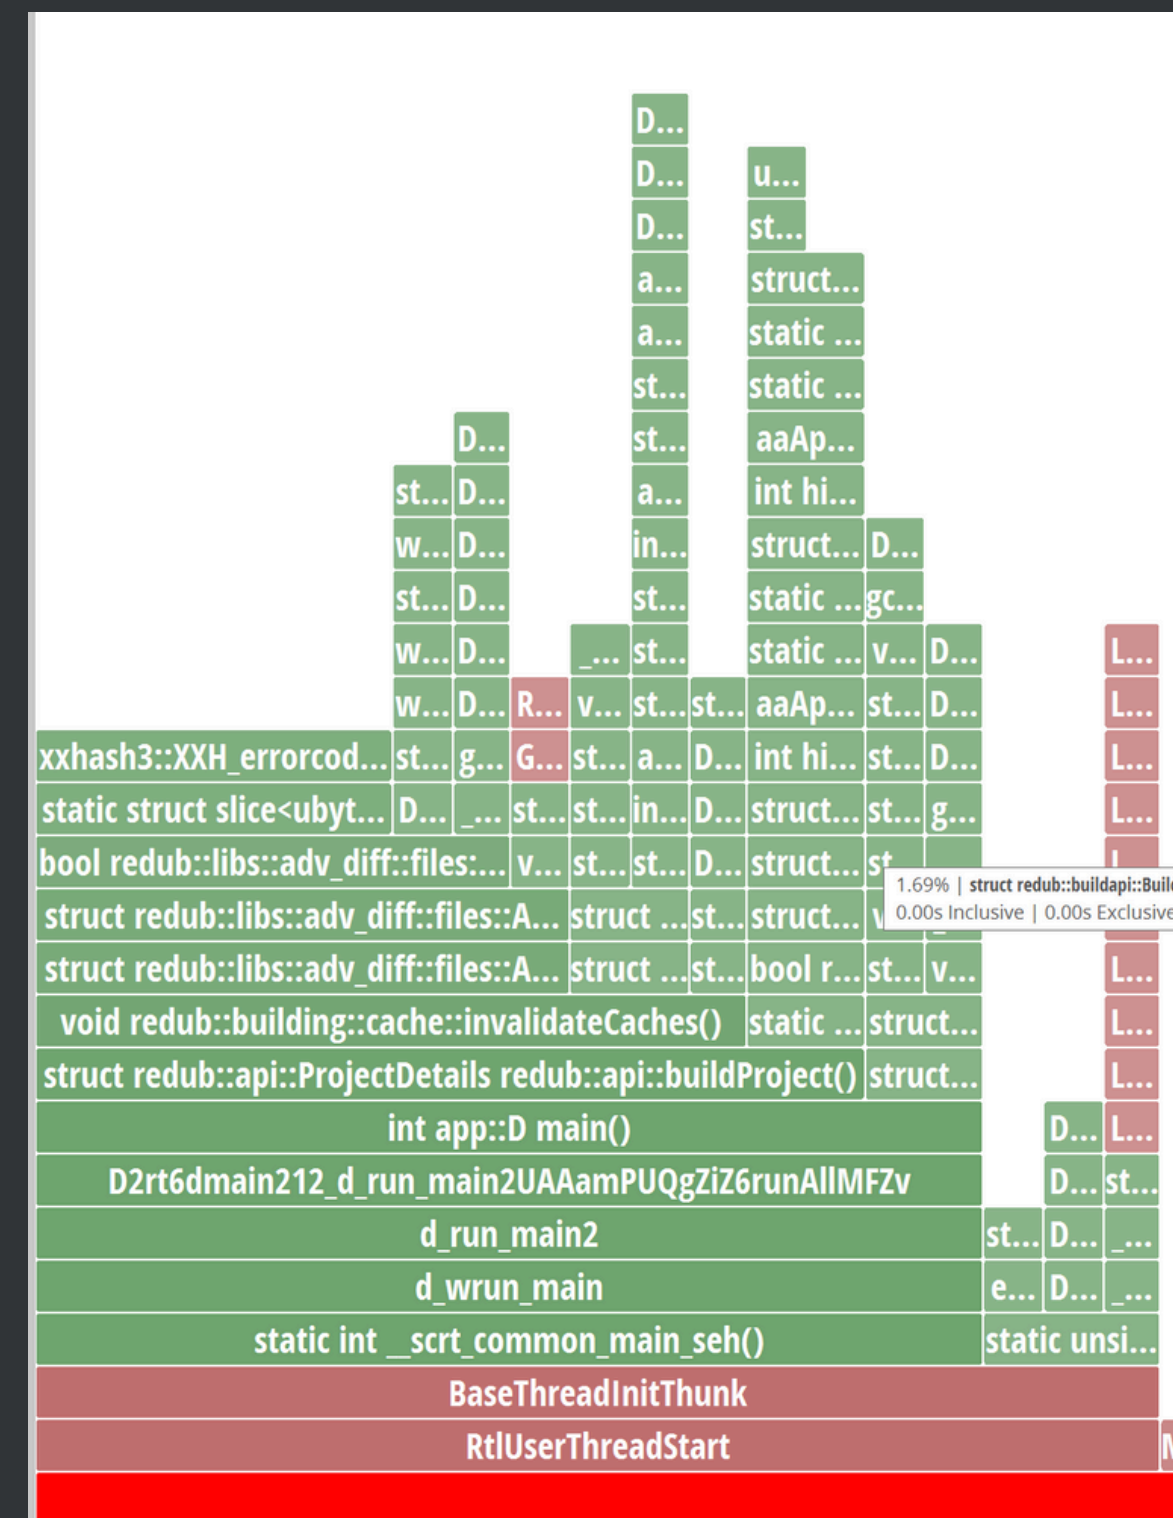 D...
D... u...
D... st...
a... struct...
a... static ...
st... static ...
D... st... aaAp...
st... D... a... int hi...
w... D... in... struct... D...
st... D... st... static ... gc...
w... D... _... st... static ... v... D... L...
w... D... R... v... st... st... aaAp... st... D... L...
xxhash3::XXH_errorcod... st... g... G... st... a... D... int hi... st... D... L...
static struct slice<ubyt... D... _... st... st... in... D... struct... st... g... L...
bool redub::libs::adv_diff::files:... v... st... st... D... struct... st
1.69% | struct redub::buildapi::Buil
struct redub::libs::adv_diff::files::A... struct ... st... struct... v
0.00s Inclusive | 0.00s Exclusive
struct redub::libs::adv_diff::files::A... struct ... st... bool r... st... v... L...
void redub::building::cache::invalidateCaches() static ... struct... L...
struct redub::api::ProjectDetails redub::api::buildProject() struct... L...
int app::D main() D... L...
D2rt6dmain212_d_run_main2UAAamPUQgZiZ6runAllMFZv D... st...
d_run_main2 st... D... _...
d_wrun_main e... D... _...
static int __scrt_common_main_seh() static unsi...
BaseThreadInitThunk
RtlUserThreadStart